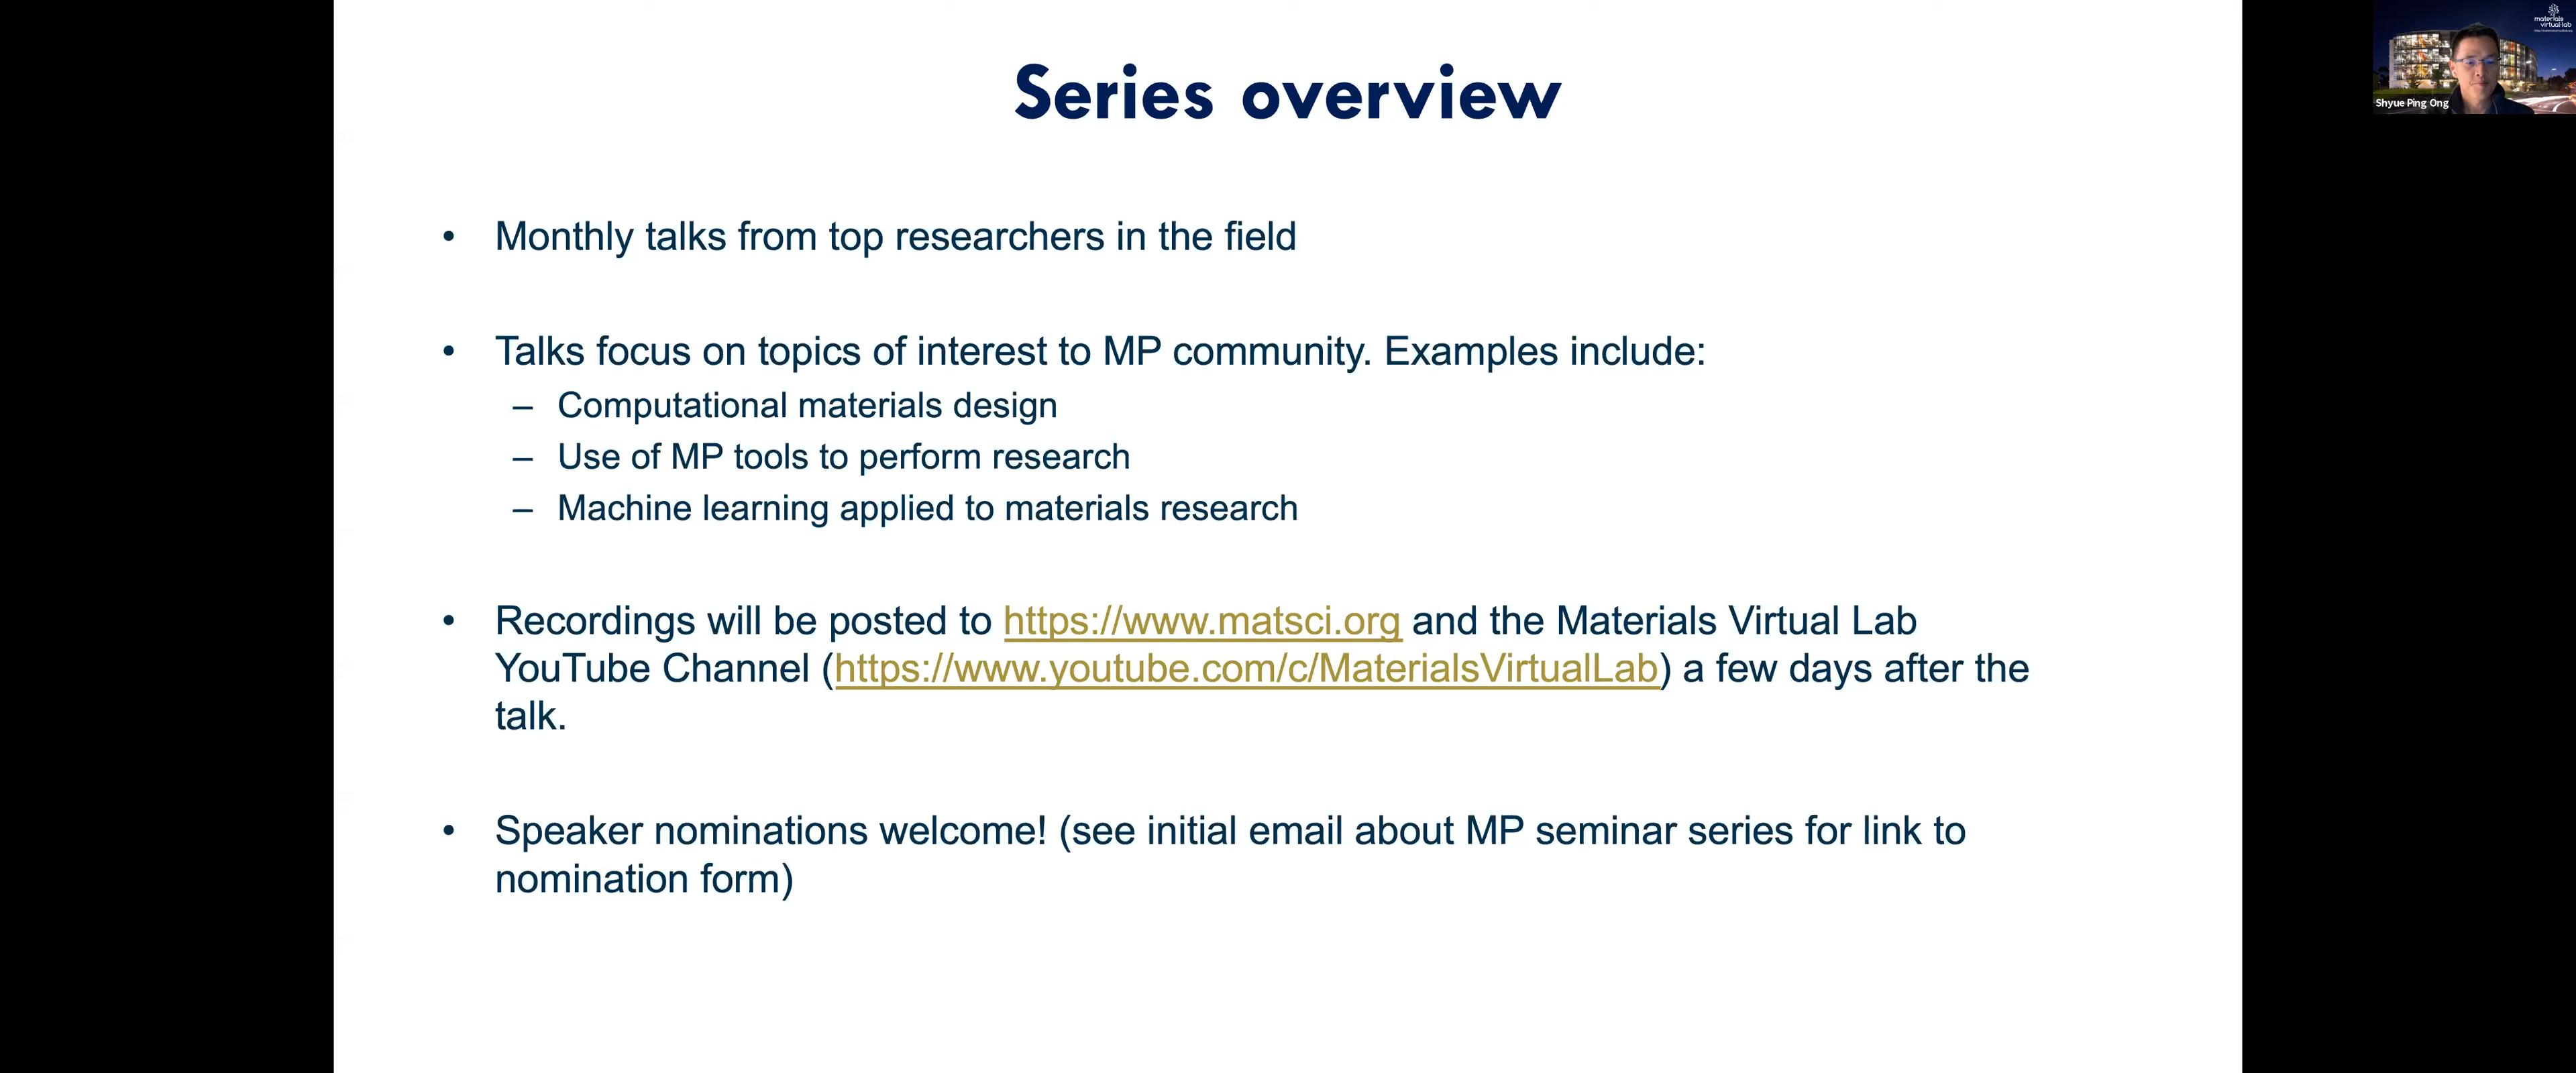 Series overview
• Monthly talks from top researchers in the field
• Talks focus on topics of interest to MP community. Examples include:
– Computational materials design
– Use of MP tools to perform research
– Machine learning applied to materials research
• Recordings will be posted to https://www.matsci.org and the Materials Virtual Lab
YouTube Channel (https://www.youtube.com/c/MaterialsVirtualLab) a few days after the
talk.
• Speaker nominations welcome! (see initial email about MP seminar series for link to
nomination form)
materials
virtual lab
Shyue Ping Ong